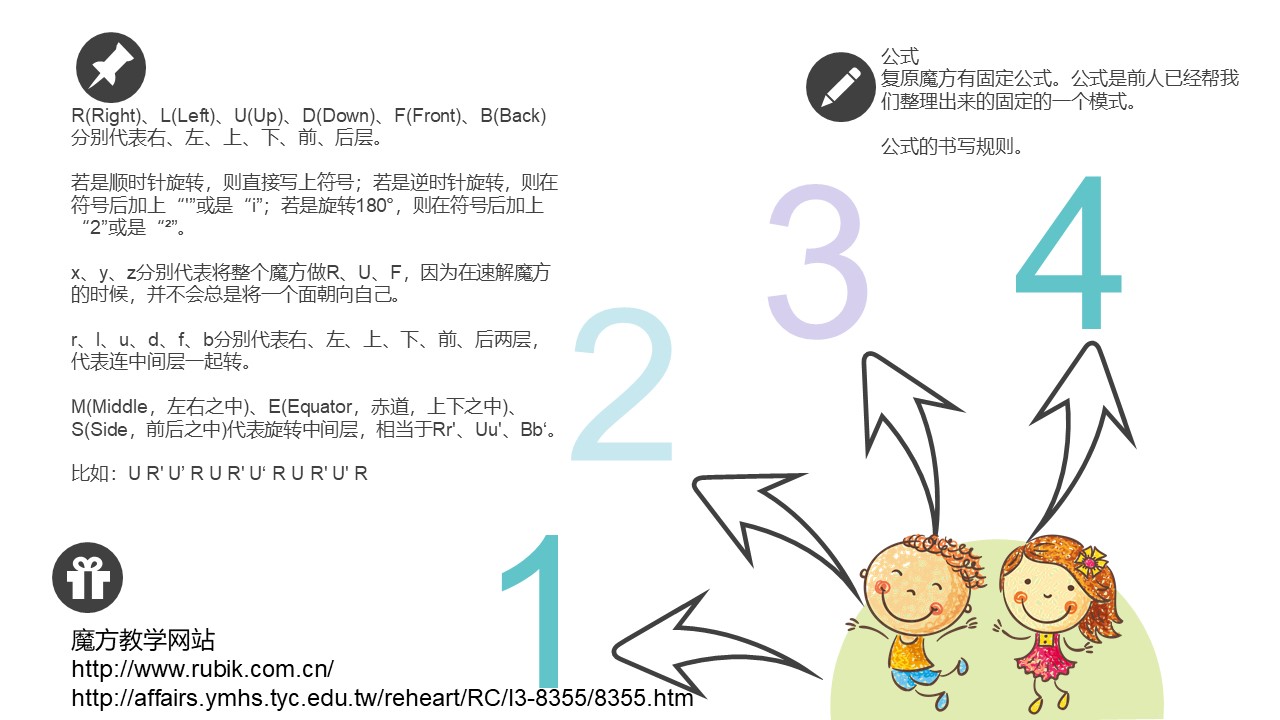 R(Right)、L(Left)、U(Up)、D(Down)、F(Front)、B(Back)
分别代表右、左、上、下、前、后层。
若是顺时针旋转，则直接写上符号；若是逆时针旋转，则在
符号后加上“'”或是“i”；若是旋转180°，则在符号后加上
“2”或是“²”。
x、y、z分别代表将整个魔方做R、U、F，因为在速解魔方
的时候，并不会总是将一个面朝向自己。
r、l、u、d、f、b分别代表右、左、上、下、前、后两层，
代表连中间层一起转。
M(Middle，左右之中)、E(Equator，赤道，上下之中)、
S(Side，前后之中)代表旋转中间层，相当于Rr'、Uu'、Bb‘。
比如：U R' U’ R U R' U‘ R U R' U' R
公式
复原魔方有固定公式。公式是前人已经帮我
们整理出来的固定的一个模式。
公式的书写规则。
1
2
3
4
魔方教学网站
http://www.rubik.com.cn/
http://affairs.ymhs.tyc.edu.tw/reheart/RC/I3-8355/8355.htm